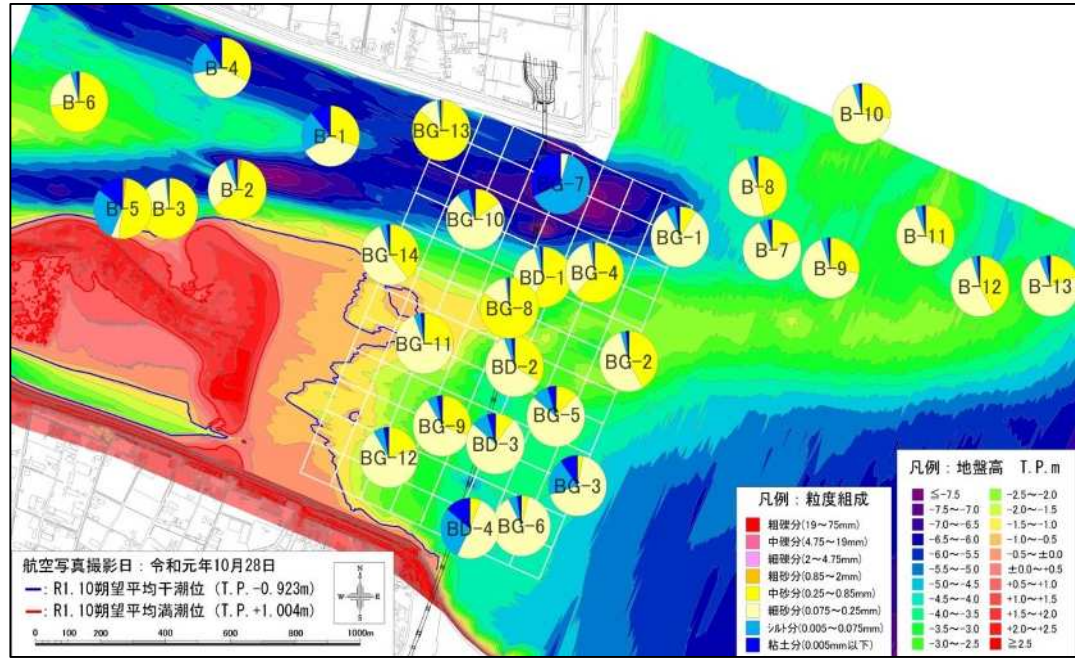 B-4
B-6
B-1
BG-13
B-10
B-2
BG-7
B-8
B-5
B-3
BG-10
BG-1
B-7
B-11
BG-14
BD-1
BG-4
B-9
B-12
B-13
BG-8
BG-11
BD-2
BG-2
BG-5
BG-9
BD-3
BG-12
BG-3
BD-4
BG-6
航空写真撮影日：令和元年10月28日
—: R1.10朔望平均干潮位 (T.P.-0.923m)
—: R1.10朔望平均満潮位 (T.P.+1.004m)
N
W
E
S
0 200 400 600 800 1000m
凡例：粒度組成
粗礫分(19～75mm)
中礫分(4.75～19mm)
細礫分(2～4.75mm)
粗砂分(0.85～2mm)
中砂分(0.25～0.85mm)
細砂分(0.075～0.25mm)
シルト分(0.005～0.075mm)
粘土分(0.005mm以下)
凡例：地盤高 T.P.m
≦-7.5
-7.5～-7.0
-7.0～-6.5
-6.5～-6.0
-6.0～-5.5
-5.5～-5.0
-5.0～-4.5
-4.5～-4.0
-4.0～-3.5
-3.5～-3.0
-3.0～-2.5
-2.5～-2.0
-2.0～-1.5
-1.5～-1.0
-1.0～-0.5
-0.5～±0.0
±0.0～+0.5
+0.5～+1.0
+1.0～+1.5
+1.5～+2.0
+2.0～+2.5
≧2.5